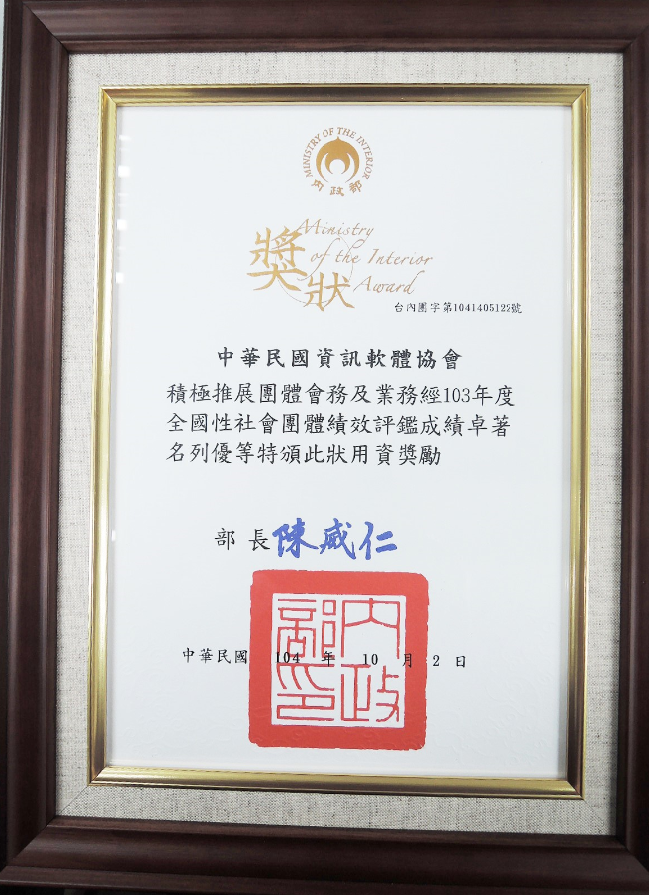 MINISTRY OF THE INTERIOR
內政部
獎狀
Ministry
of the Interior
Award
台內團字第1041405122號
中華民國資訊軟體協會
積極推展團體會務及業務經103年度
全國性社會團體績效評鑑成績卓著
名列優等特頒此狀用資獎勵
部長陳威仁
內政部印
中華民國 104 年 10 月 2 日